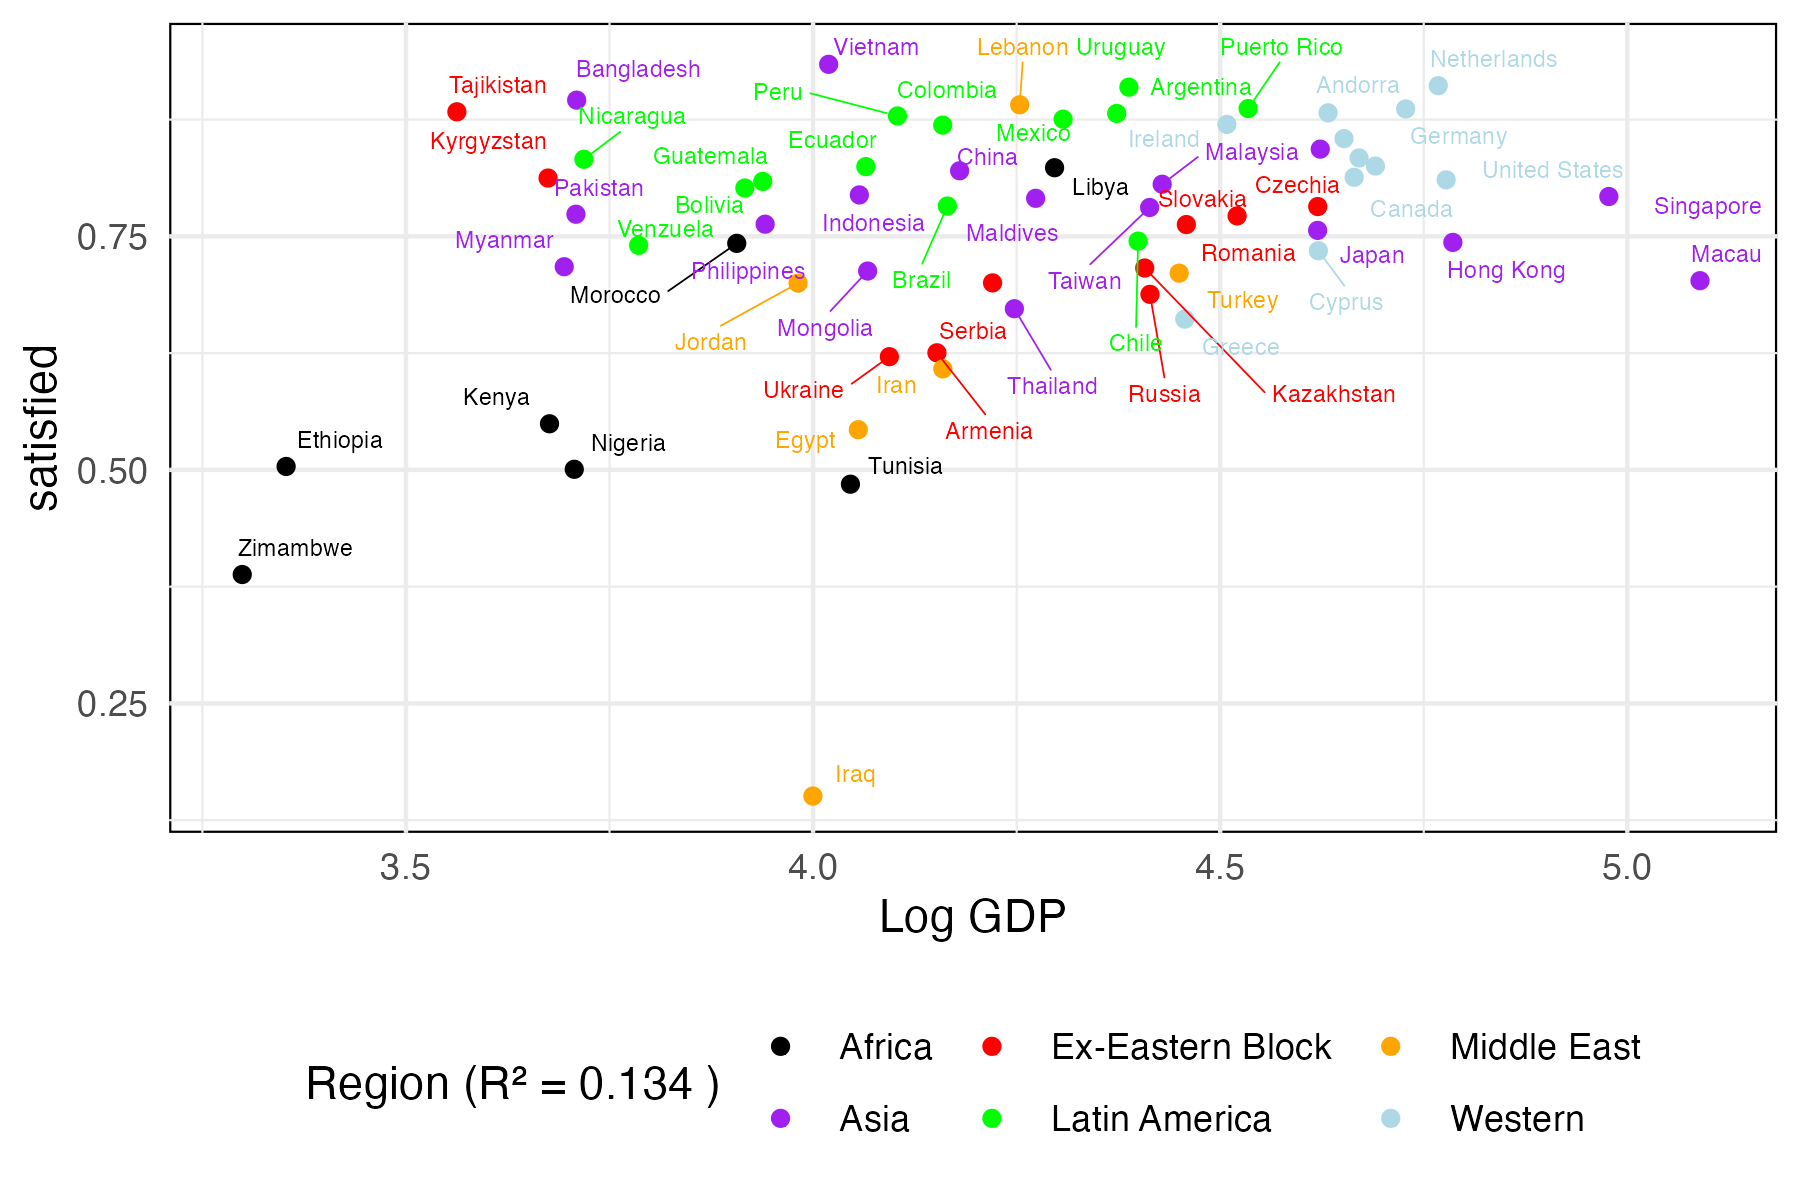 Vietnam
Lebanon
Uruguay
Puerto Rico
Netherlands
Bangladesh
Tajikistan
Andorra
Argentina
Peru
Colombia
Nicaragua
Mexico
Ireland
Germany
Kyrgyzstan
Ecuador
Guatemala
China
Malaysia
United States
Pakistan
Libya
Czechia
Slovakia
Bolivia
Canada
Singapore
Venzuela
Indonesia
Maldives
Myanmar
Romania
Japan
Macau
Philippines
Hong Kong
Morocco
Brazil
Taiwan
Turkey
Cyprus
Mongolia
Serbia
Jordan
Chile
Greece
Ukraine
Iran
Thailand
Russia
Kazakhstan
Kenya
Ethiopia
Nigeria
Egypt
Armenia
Tunisia
Zimambwe
Iraq
satisfied
0.75
0.50
0.25
3.5
4.0
4.5
5.0
Log GDP
Region (R² = 0.134 )
Africa
Ex-Eastern Block
Middle East
Asia
Latin America
Western